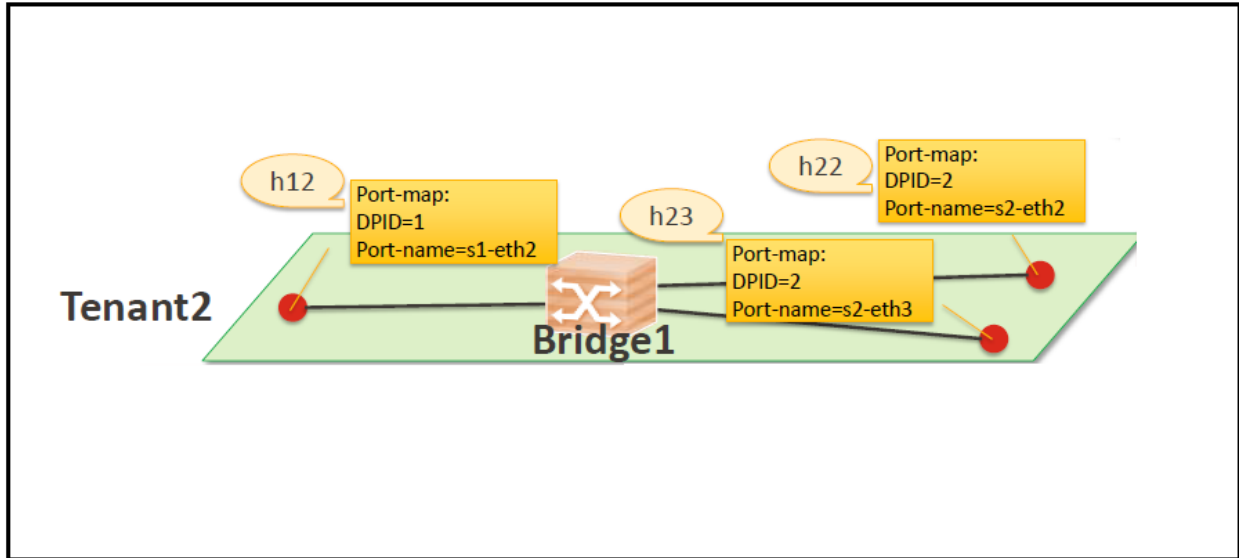 h12
Port-map:
DPID=1
Port-name=s1-eth2
h23
Port-map:
DPID=2
Port-name=s2-eth3
h22
Port-map:
DPID=2
Port-name=s2-eth2
Tenant2
Bridge1